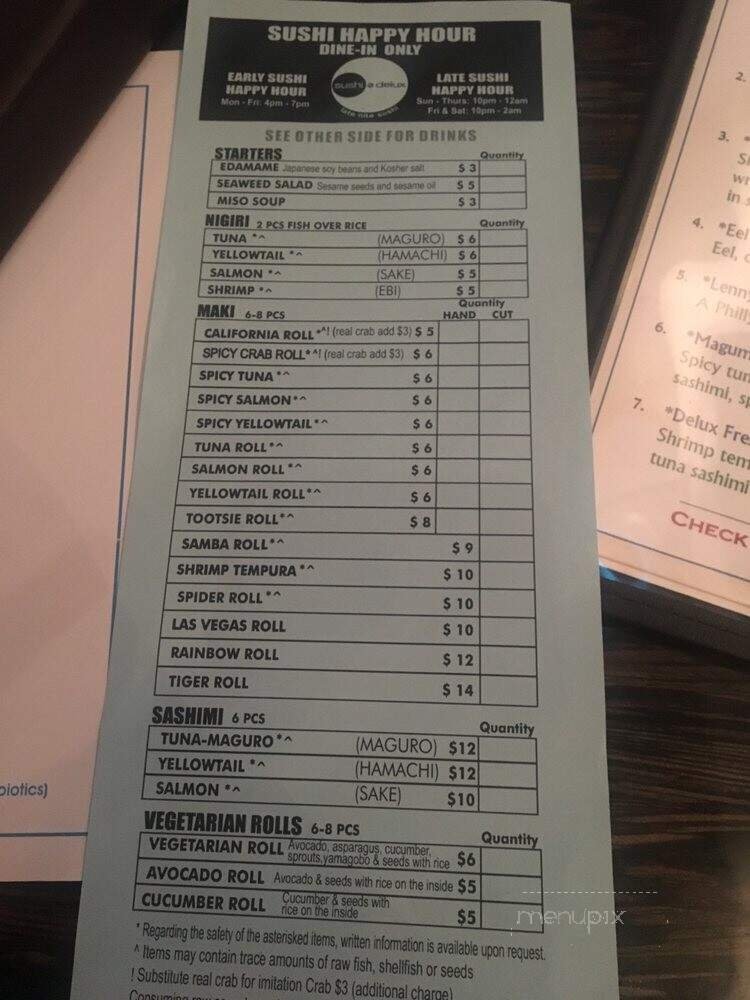 SUSHI HAPPY HOUR
DINE-IN ONLY
EARLY SUSHI
HAPPY HOUR
Mon - Fri: 4pm - 7pm
sushi a delux
late nite sushi
LATE SUSHI
HAPPY HOUR
Sun - Thurs: 10pm - 12am
Fri & Sat: 10pm - 2am
SEE OTHER SIDE FOR DRINKS
STARTERS Quantity
EDAMAME Japanese soy beans and Kosher salt $ 3
SEAWEED SALAD Sesame seeds and sesame oil $ 5
MISO SOUP $ 3
NIGIRI 2 PCS FISH OVER RICE Quantity
TUNA *^ (MAGURO) $ 6
YELLOWTAIL *^ (HAMACHI) $ 6
SALMON *^ (SAKE) $ 5
SHRIMP *^ (EBI) $ 5
MAKI 6-8 PCS Quantity
HAND CUT
CALIFORNIA ROLL*^! (real crab add $3) $ 5
SPICY CRAB ROLL*^! (real crab add $3) $ 6
SPICY TUNA *^ $ 6
SPICY SALMON*^ $ 6
SPICY YELLOWTAIL*^ $ 6
TUNA ROLL*^ $ 6
SALMON ROLL *^ $ 6
YELLOWTAIL ROLL*^ $ 6
TOOTSIE ROLL*^ $ 8
SAMBA ROLL*^ $ 9
SHRIMP TEMPURA *^ $ 10
SPIDER ROLL*^ $ 10
LAS VEGAS ROLL $ 10
RAINBOW ROLL $ 12
TIGER ROLL $ 14
SASHIMI 6 PCS Quantity
TUNA-MAGURO*^ (MAGURO) $12
YELLOWTAIL *^ (HAMACHI) $12
SALMON *^ (SAKE) $10
VEGETARIAN ROLLS 6-8 PCS Quantity
VEGETARIAN ROLL Avocado, asparagus, cucumber,
sprouts,yamagobo & seeds with rice $6
AVOCADO ROLL Avocado & seeds with rice on the inside $5
CUCUMBER ROLL Cucumber & seeds with
rice on the inside $5
* Regarding the safety of the asterisked items, written information is available upon request.
^ Items may contain trace amounts of raw fish, shellfish or seeds
! Substitute real crab for imitation Crab $3 (additional charge)
biotics)
2.
3. *
4. *Eel
Eel,
5. *Lenn
A Phill
6. *Magum
Spicy tun
sashimi, s
7. *Delux Fre
Shrimp tem
tuna sashimi
CHECK
menupix